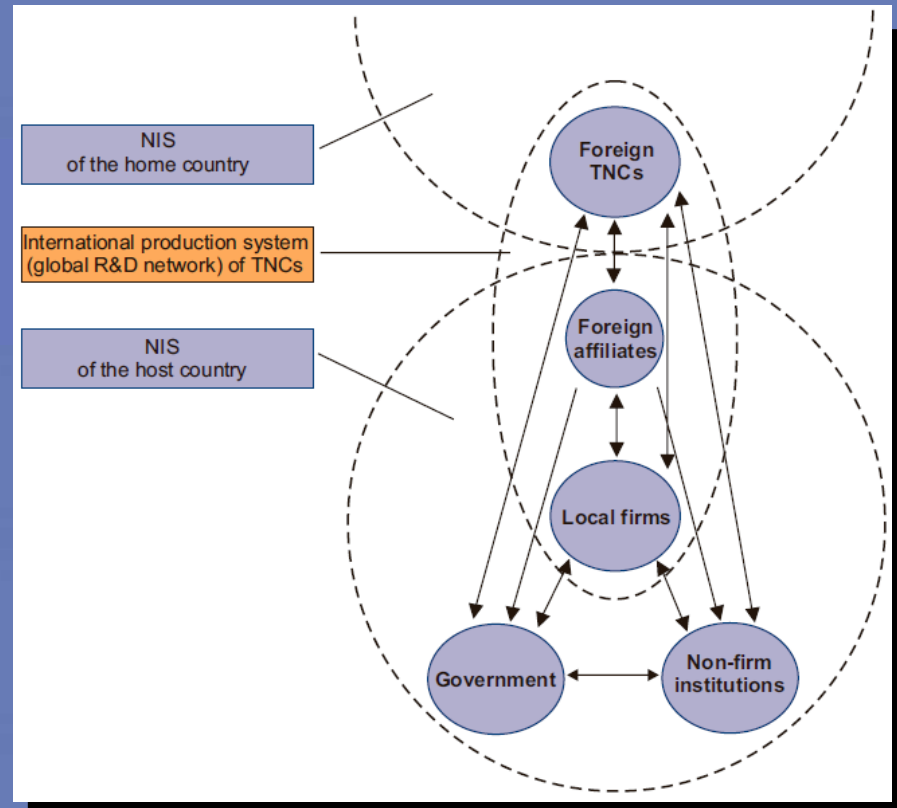 NIS
of the home country
International production system
(global R&D network) of TNCs
NIS
of the host country
Foreign
TNCs
Foreign
affiliates
Local firms
Government
Non-firm
institutions